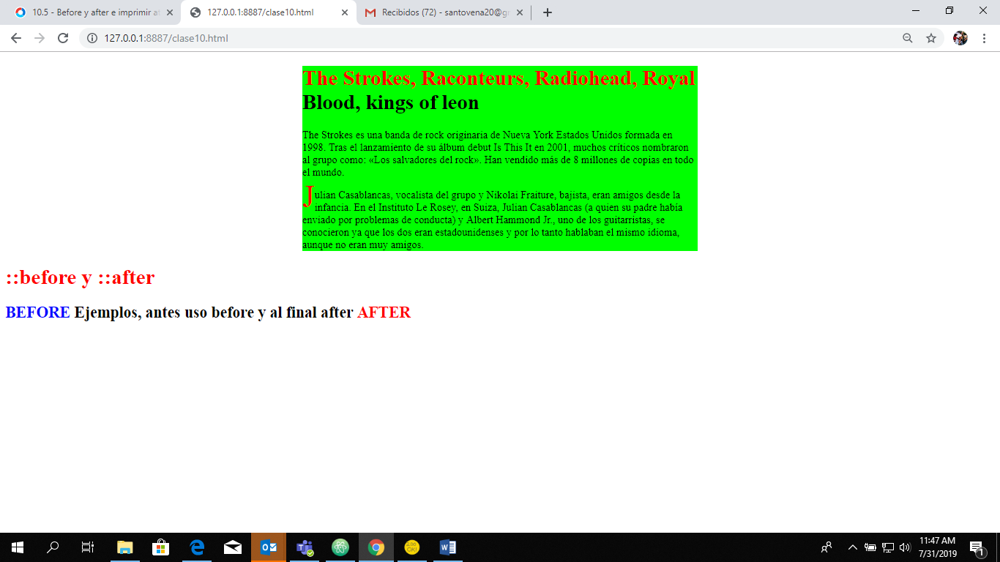 10.5 - Before y after e imprimir at
127.0.0.1:8887/clase10.html
Recibidos (72) - santovena20@g
127.0.0.1:8887/clase10.html
The Strokes, Raconteurs, Radiohead, Royal
Blood, kings of leon
The Strokes es una banda de rock originaria de Nueva York Estados Unidos formada en
1998. Tras el lanzamiento de su álbum debut Is This It en 2001, muchos críticos nombraron
al grupo como: «Los salvadores del rock». Han vendido más de 8 millones de copias en todo
el mundo.
Julian Casablancas, vocalista del grupo y Nikolai Fraiture, bajista, eran amigos desde la
infancia. En el Instituto Le Rosey, en Suiza, Julian Casablancas (a quien su padre había
enviado por problemas de conducta) y Albert Hammond Jr., uno de los guitarristas, se
conocieron ya que los dos eran estadounidenses y por lo tanto hablaban el mismo idioma,
aunque no eran muy amigos.
::before y ::after
BEFORE Ejemplos, antes uso before y al final after AFTER
11:47 AM
7/31/2019
1